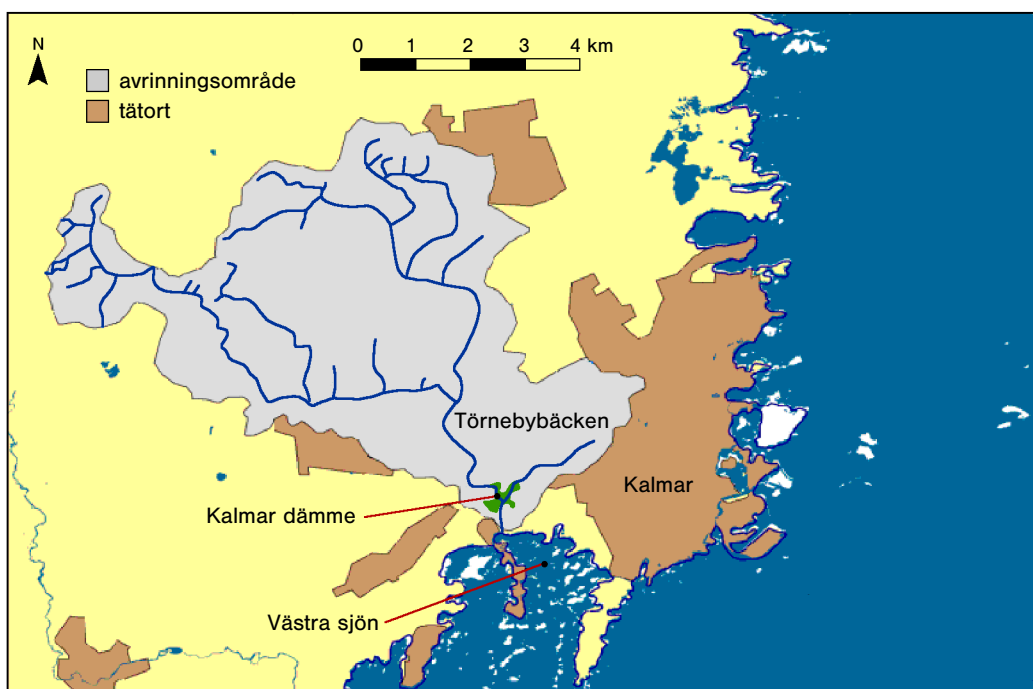 N
0 1 2 3 4 km
avrinningsområde
tätort
Törnebybäcken
Kalmar
Kalmar dämme
Västra sjön